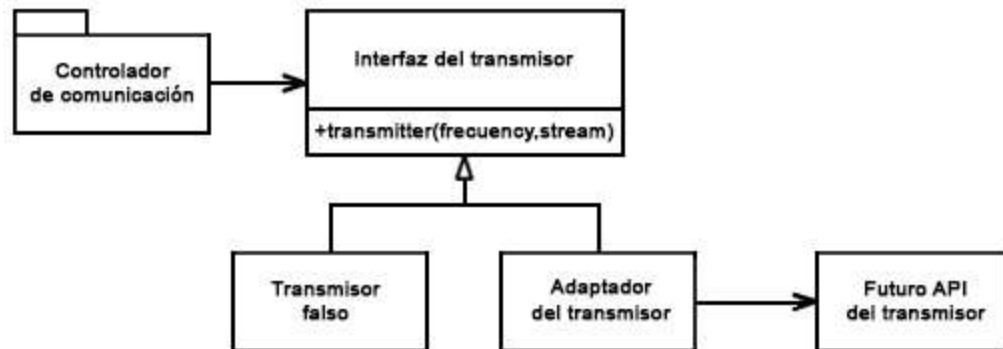 Controlador
de comunicación
Interfaz del transmisor
+transmitter(frecuency,stream)
Transmisor
falso
Adaptador
del transmisor
Futuro API
del transmisor